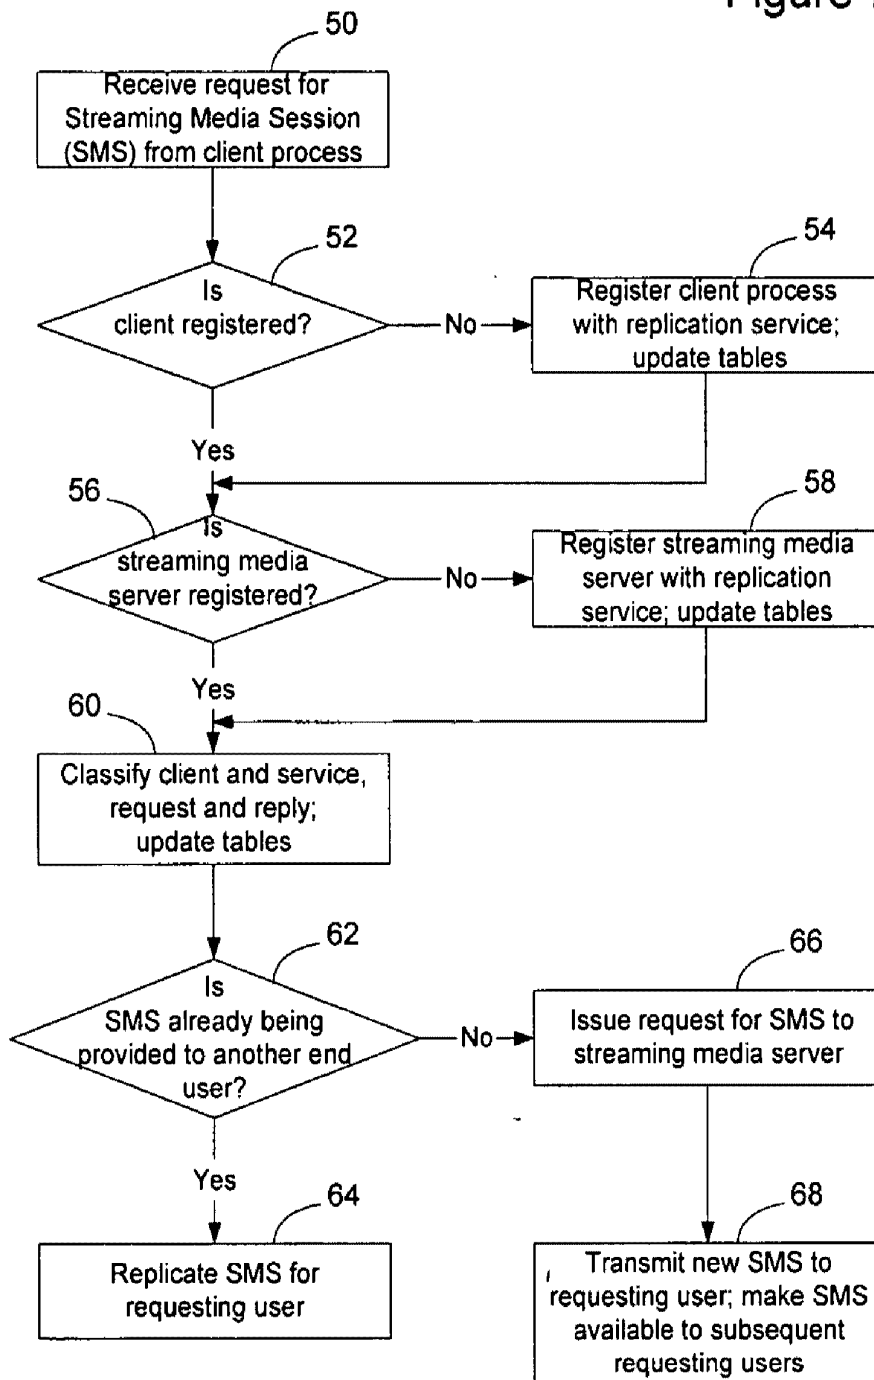 Figure
50
Receive request for
Streaming Media Session
(SMS) from client process
52
Is
client registered?
No
54
Register client process
with replication service;
update tables
Yes
56
Is
streaming media
server registered?
No
58
Register streaming media
server with replication
service; update tables
Yes
60
Classify client and service,
request and reply;
update tables
62
Is
SMS already being
provided to another end
user?
No
66
Issue request for SMS to
streaming media server
Yes
64
Replicate SMS for
requesting user
68
Transmit new SMS to
requesting user; make SMS
available to subsequent
requesting users